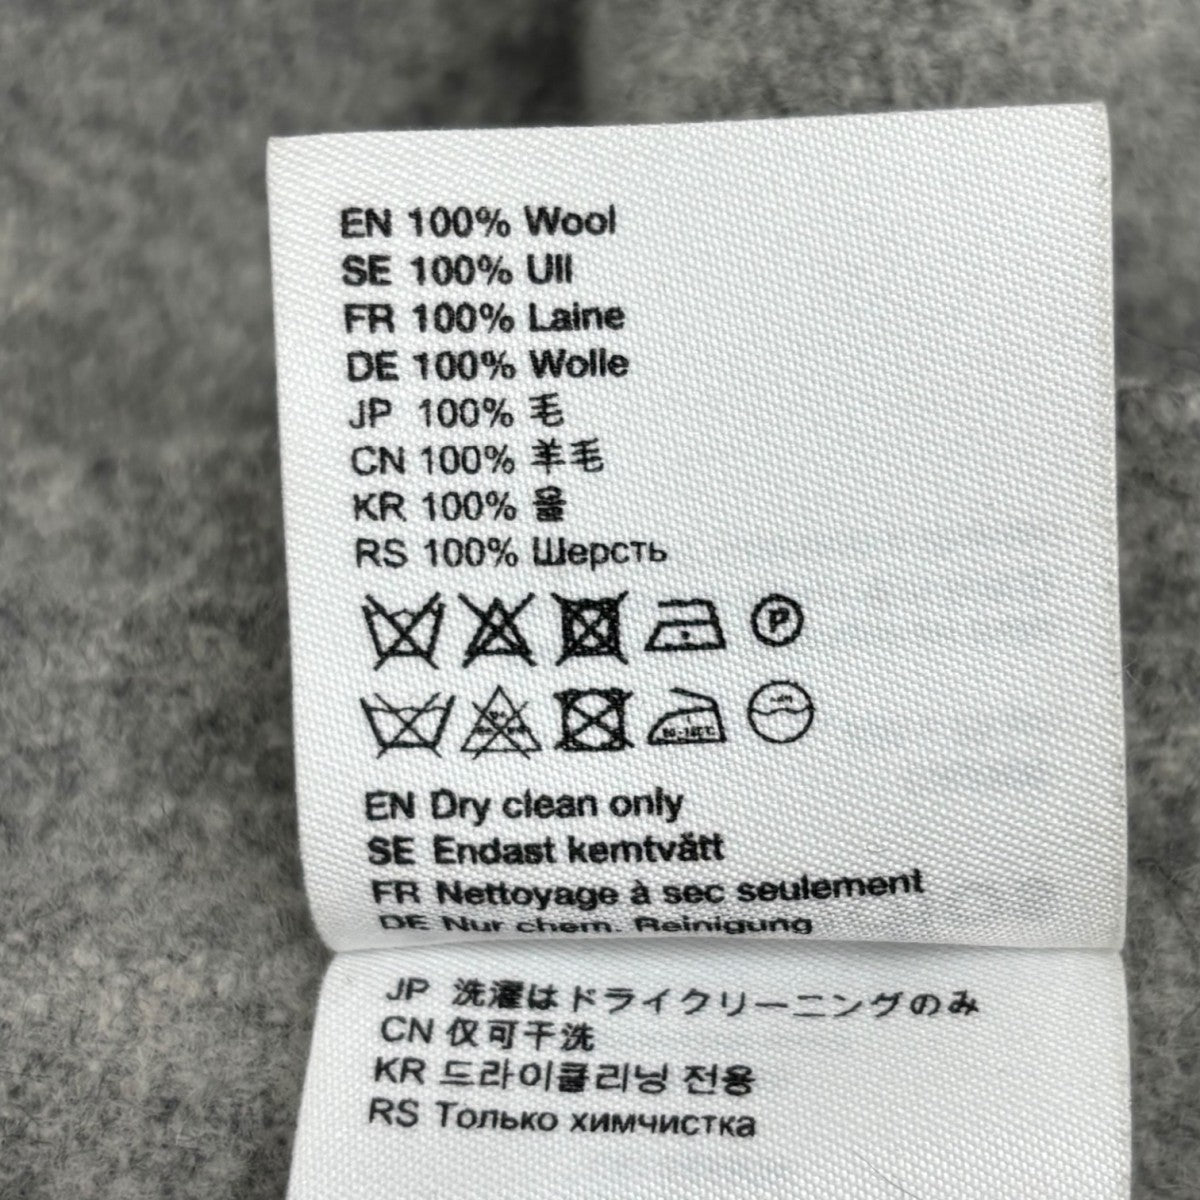 EN 100% Wool
SE 100% Ull
FR 100% Laine
DE 100% Wolle
JP 100% 毛
CN 100% 羊毛
KR 100% 울
RS 100% Шерсть
P
EN Dry clean only
SE Endast kemtvätt
FR Nettoyage à sec seulement
DE Nur chem. Reinigung
JP 洗濯はドライクリーニングのみ
CN 仅可干洗
KR 드라이클리닝 전용
RS Только химчистка